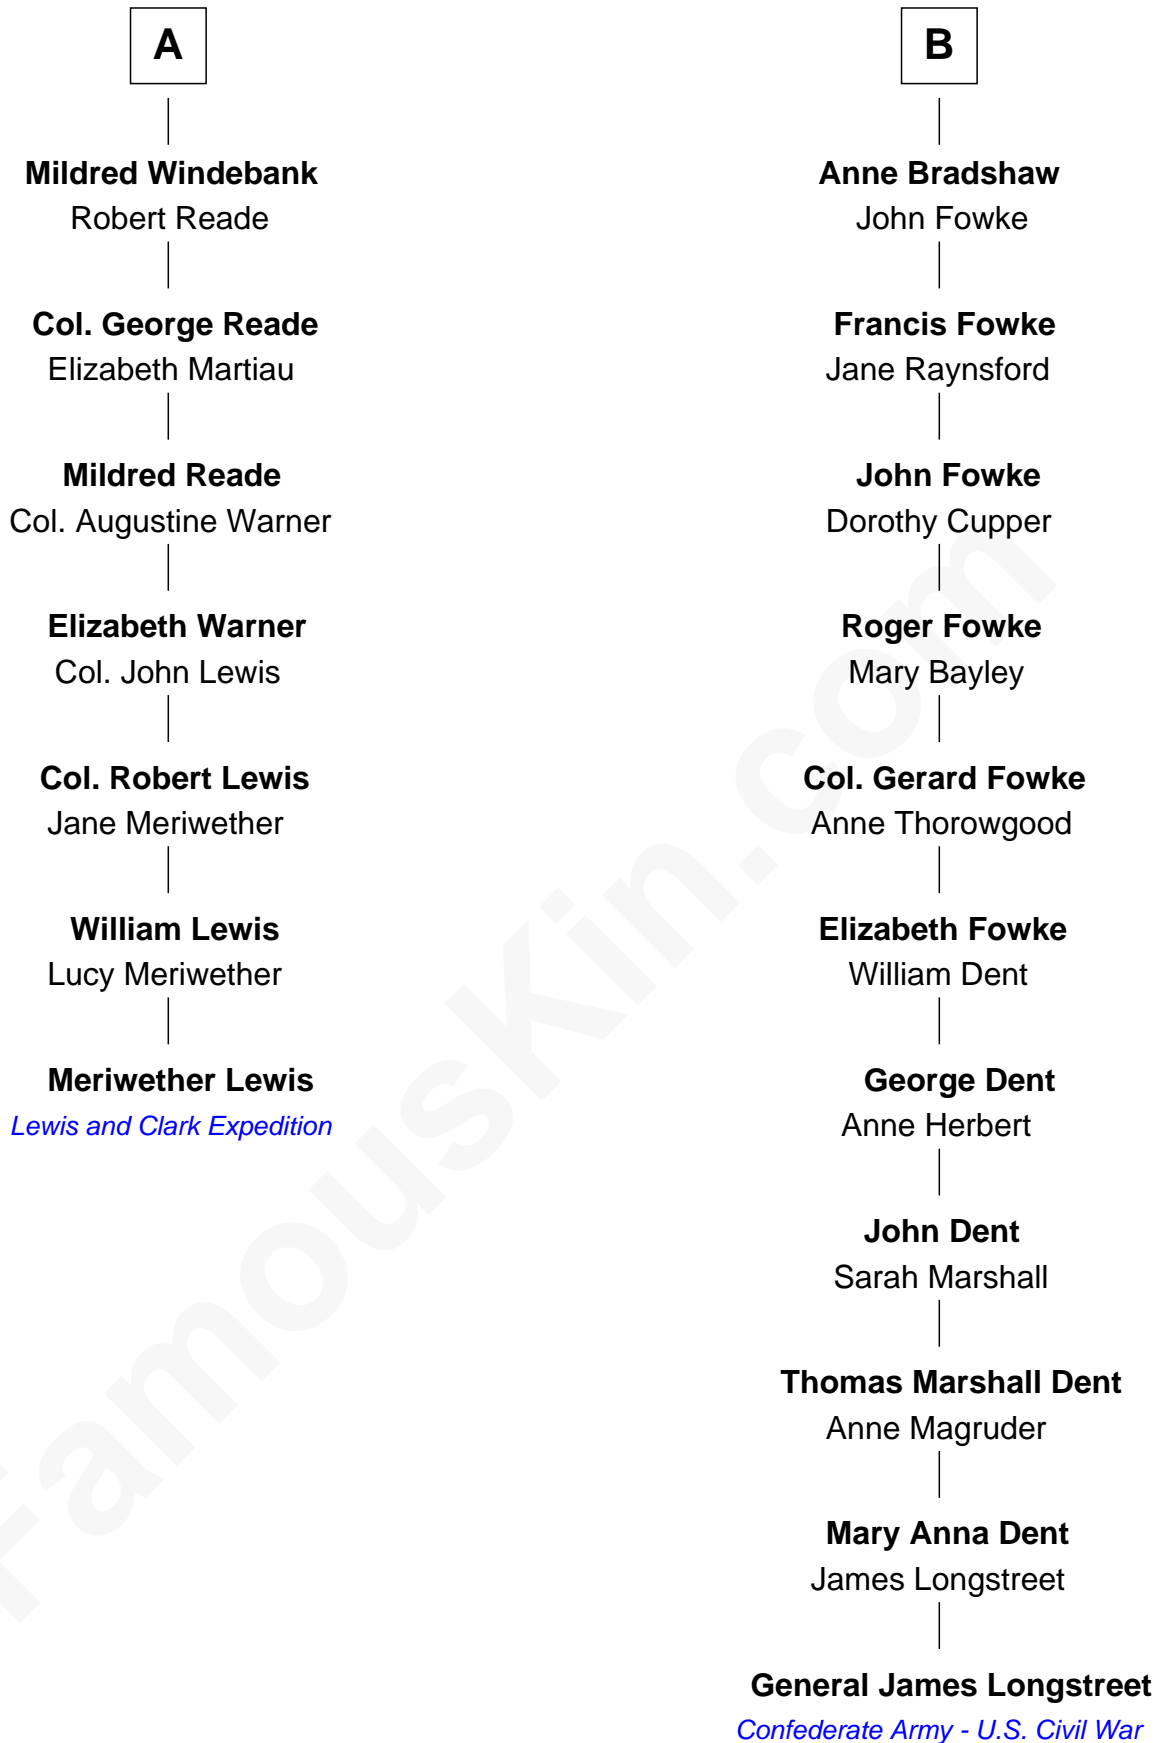 A
Mildred Windebank
Robert Reade
Col. George Reade
Elizabeth Martiau
Mildred Reade
Col. Augustine Warner
Elizabeth Warner
Col. John Lewis
Col. Robert Lewis
Jane Meriwether
William Lewis
Lucy Meriwether
Meriwether Lewis
Lewis and Clark Expedition
B
Anne Bradshaw
John Fowke
Francis Fowke
Jane Raynsford
John Fowke
Dorothy Cupper
Roger Fowke
Mary Bayley
Col. Gerard Fowke
Anne Thorowgood
Elizabeth Fowke
William Dent
George Dent
Anne Herbert
John Dent
Sarah Marshall
Thomas Marshall Dent
Anne Magruder
Mary Anna Dent
James Longstreet
General James Longstreet
Confederate Army - U.S. Civil War
FamousKin.com